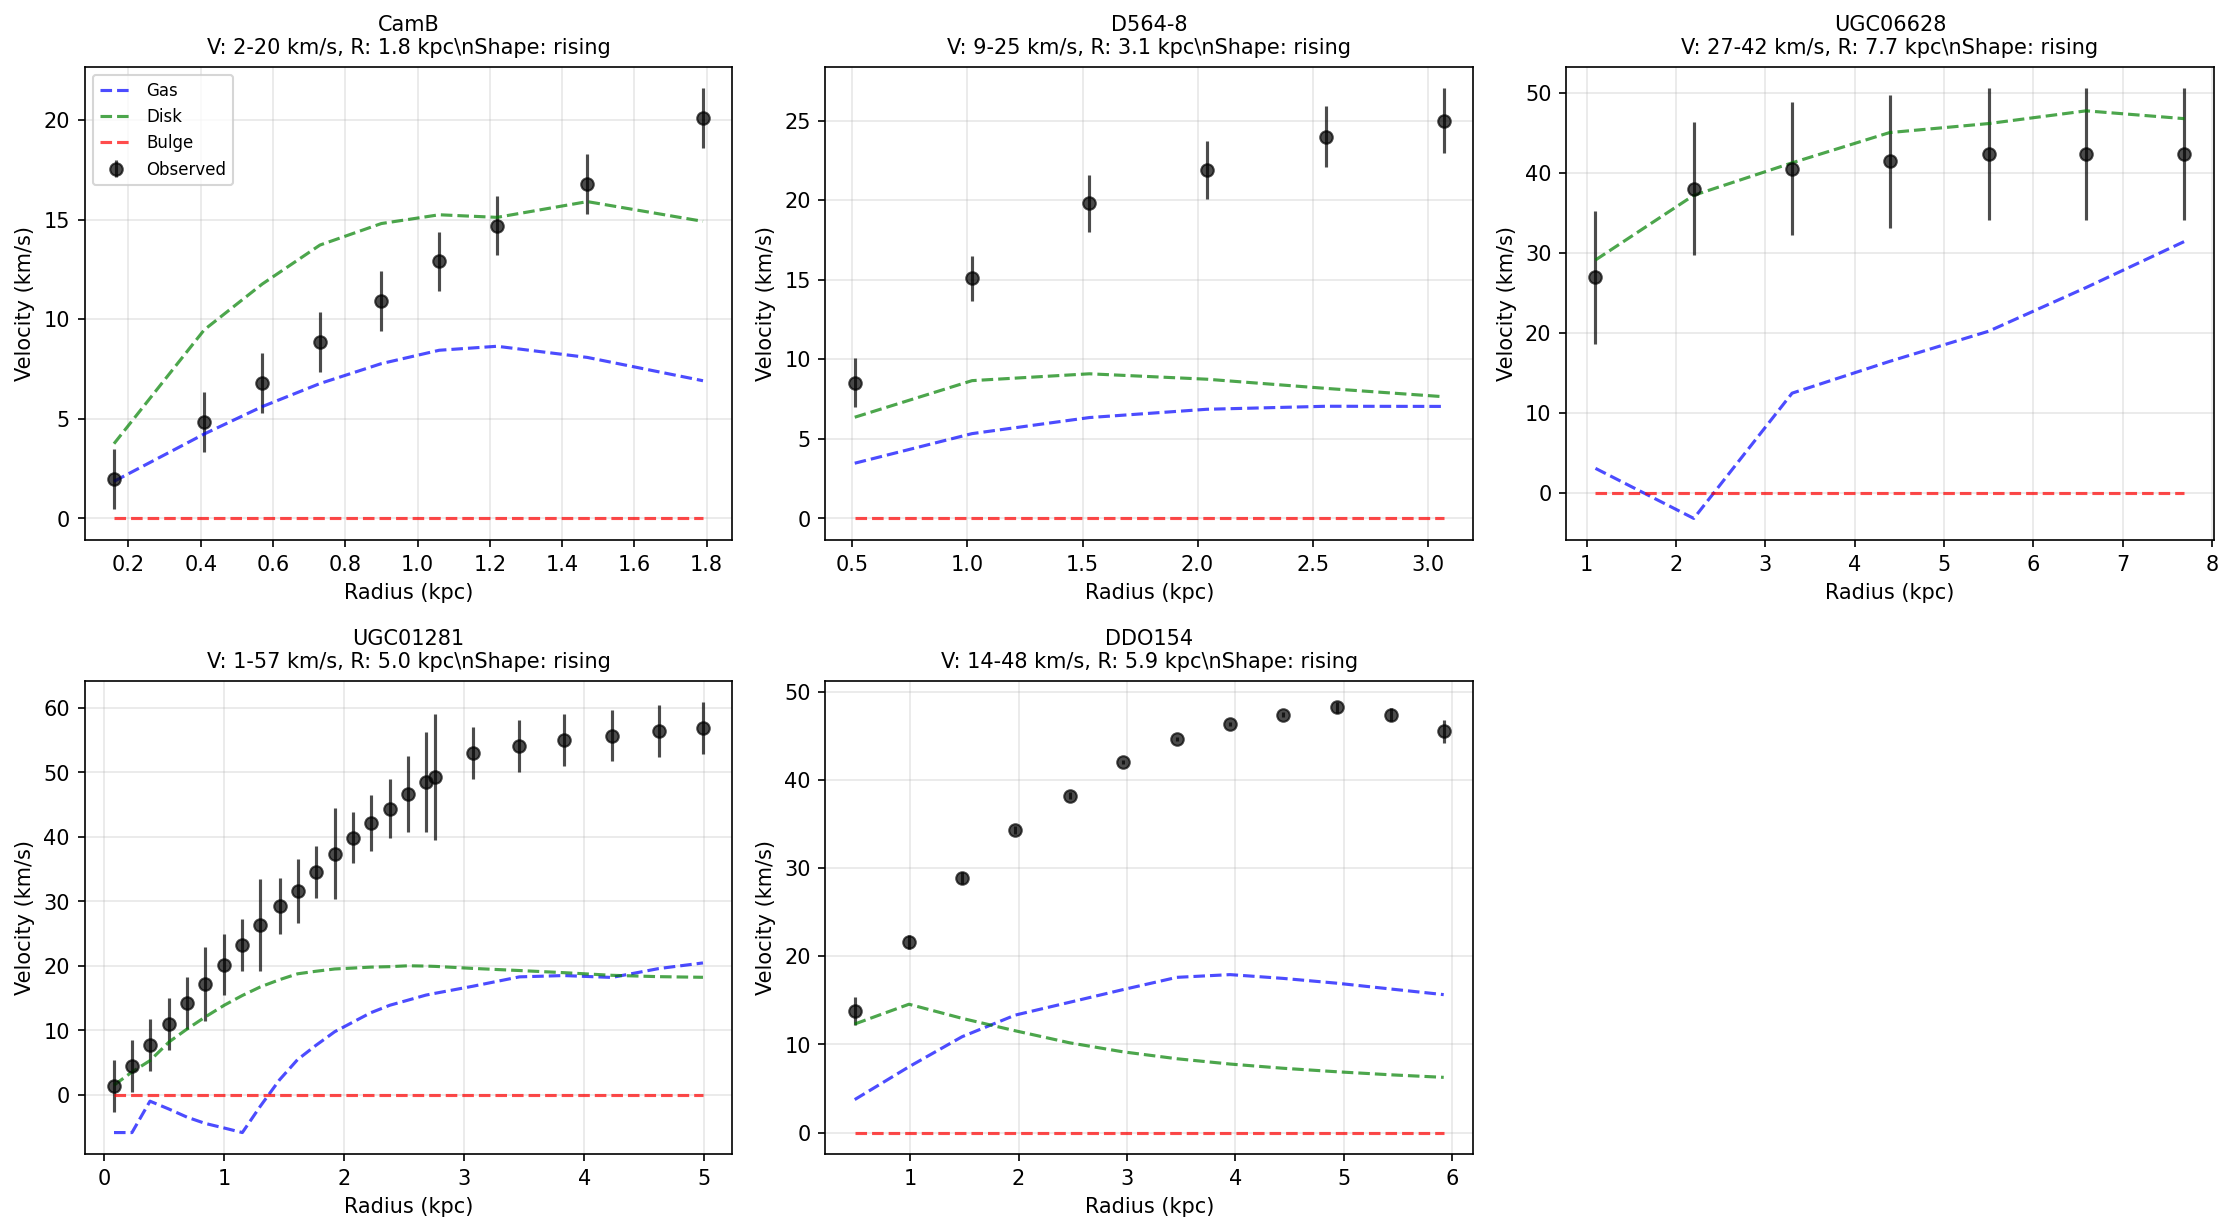 CamB
V: 2-20 km/s, R: 1.8 kpc\nShape: rising
Velocity (km/s)
20
15
10
5
0
Gas
Disk
Bulge
Observed
0.2 0.4 0.6 0.8 1.0 1.2 1.4 1.6 1.8
Radius (kpc)
D564-8
V: 9-25 km/s, R: 3.1 kpc\nShape: rising
Velocity (km/s)
25
20
15
10
5
0
0.5 1.0 1.5 2.0 2.5 3.0
Radius (kpc)
UGC06628
V: 27-42 km/s, R: 7.7 kpc\nShape: rising
Velocity (km/s)
50
40
30
20
10
0
1 2 3 4 5 6 7 8
Radius (kpc)
UGC01281
V: 1-57 km/s, R: 5.0 kpc\nShape: rising
Velocity (km/s)
60
50
40
30
20
10
0
0 1 2 3 4 5
Radius (kpc)
DDO154
V: 14-48 km/s, R: 5.9 kpc\nShape: rising
Velocity (km/s)
50
40
30
20
10
0
1 2 3 4 5 6
Radius (kpc)